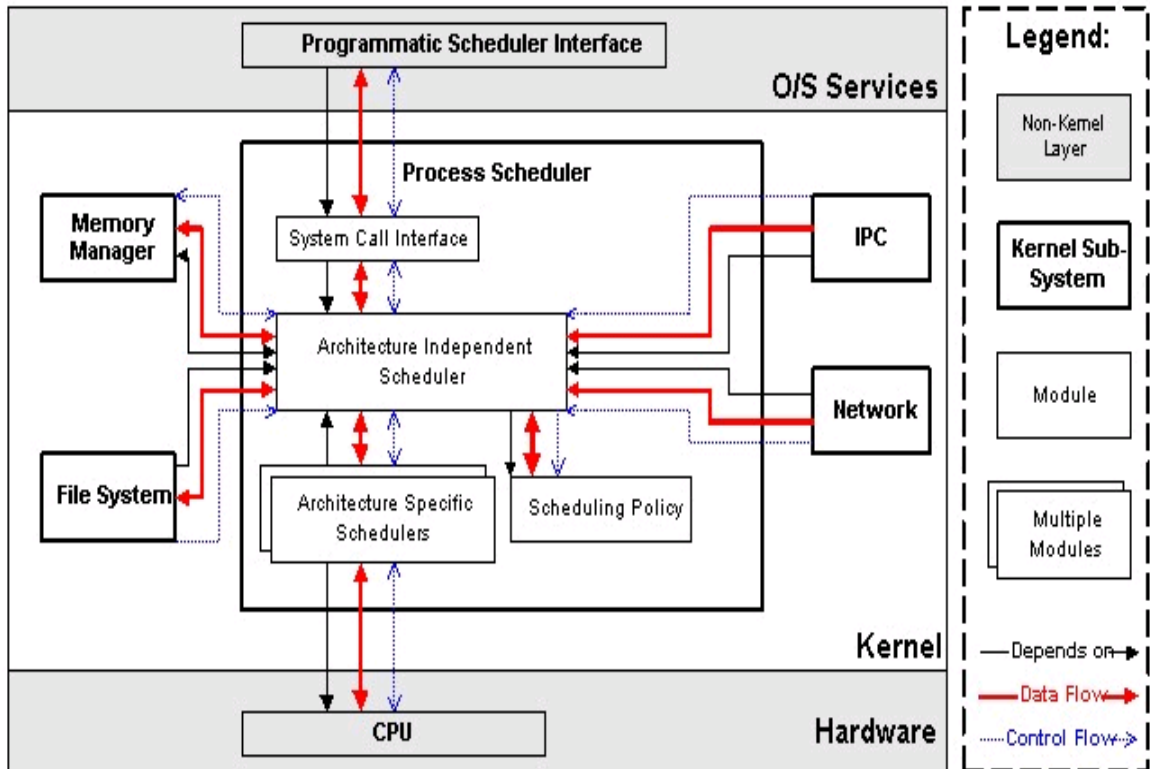 Programmatic Scheduler Interface
O/S Services
Process Scheduler
Memory
Manager
System Call Interface
IPC
Architecture Independent
Scheduler
Network
File System
Architecture Specific
Schedulers
Scheduling Policy
Kernel
CPU
Hardware
Legend:
Non-Kernel
Layer
Kernel Sub-
System
Module
Multiple
Modules
Depends on
Data Flow
Control Flow